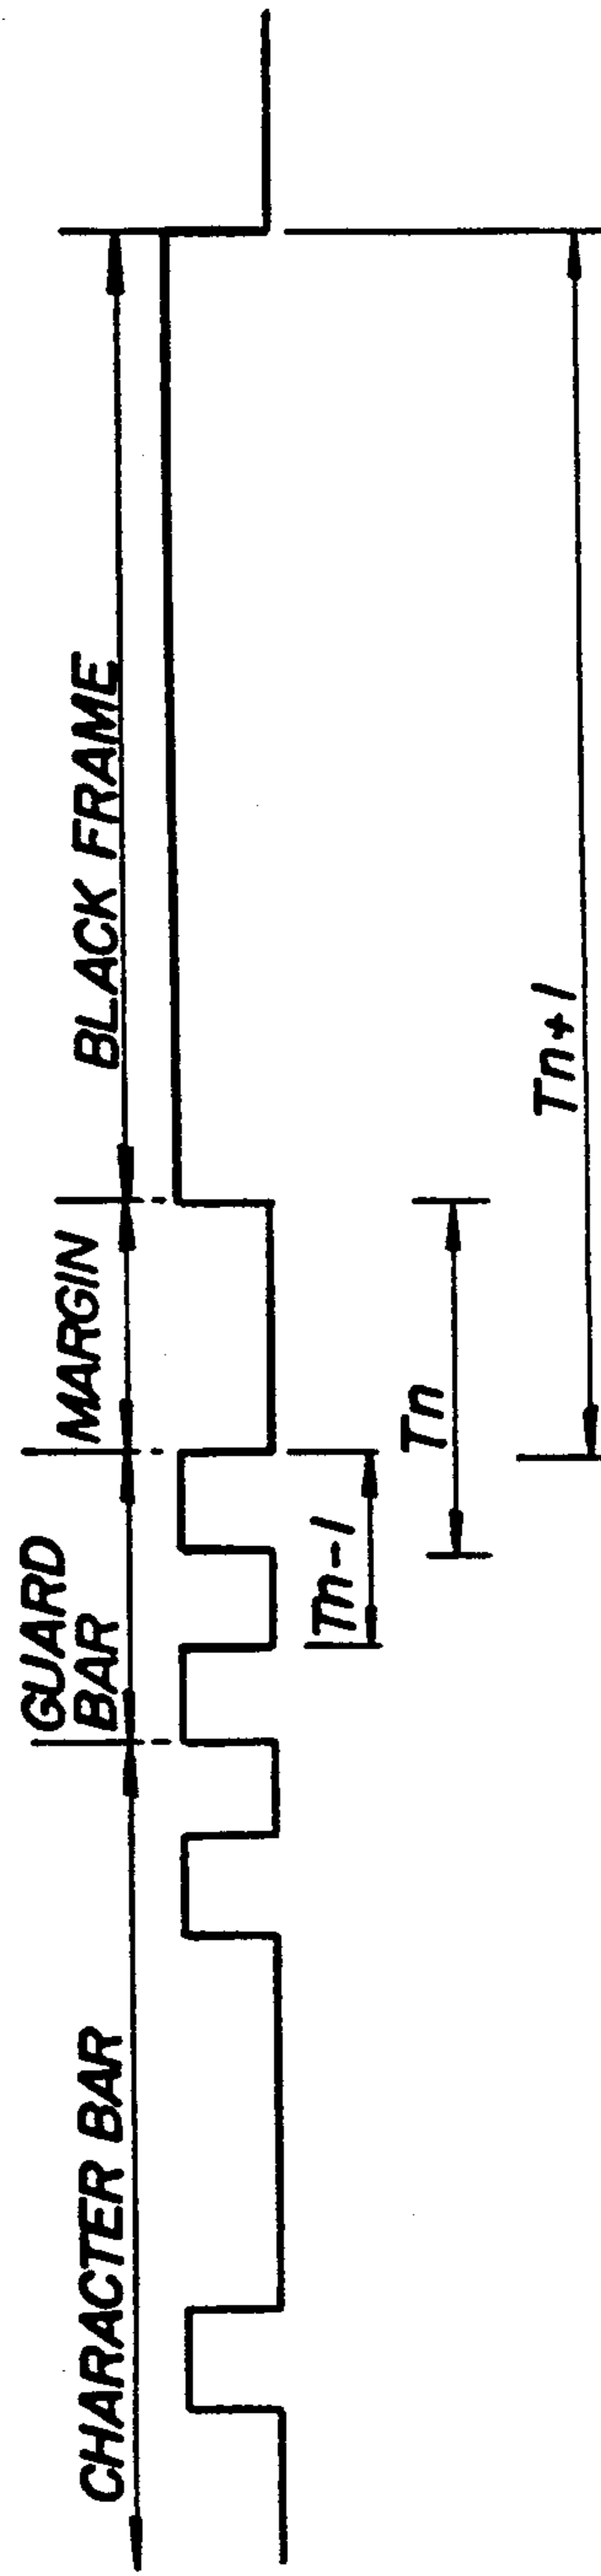 CHARACTER BAR
GUARD
BAR
MARGIN
BLACK FRAME
Tn-1
Tn
Tn+1